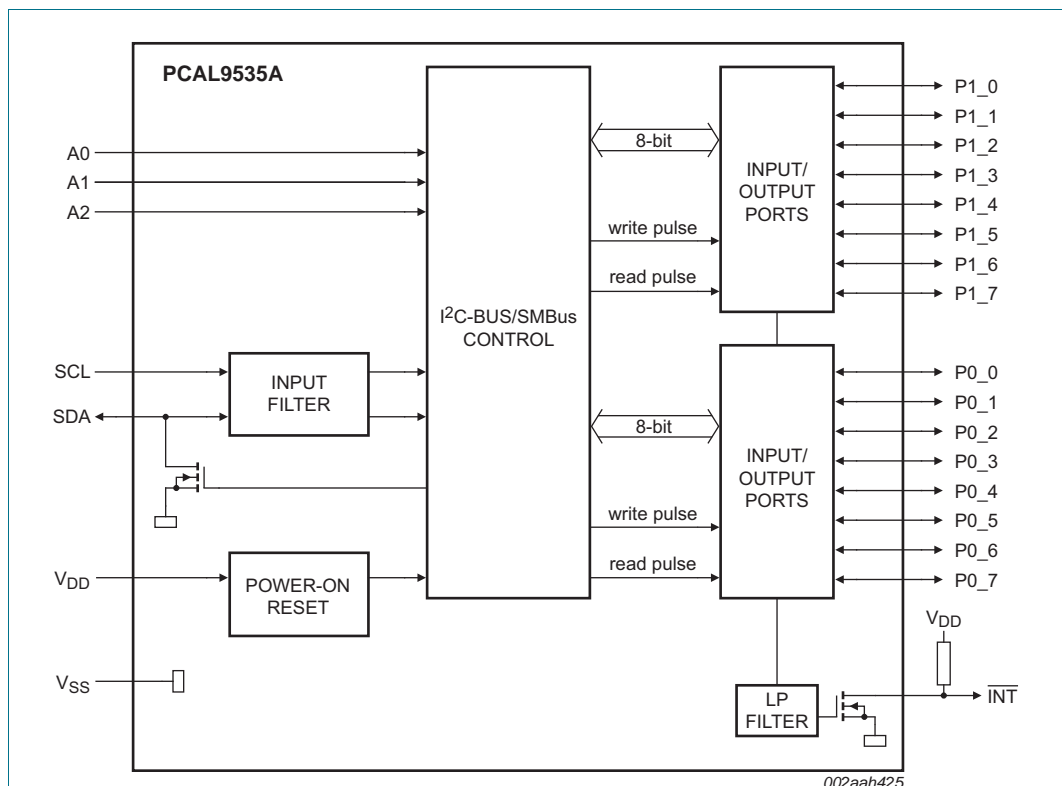 PCAL9535A
A0
A1
A2
SCL
SDA
VDD
VSS
INPUT
FILTER
POWER-ON
RESET
I2C-BUS/SMBus
CONTROL
8-bit
write pulse
read pulse
INPUT/
OUTPUT
PORTS
P1_0
P1_1
P1_2
P1_3
P1_4
P1_5
P1_6
P1_7
8-bit
write pulse
read pulse
INPUT/
OUTPUT
PORTS
P0_0
P0_1
P0_2
P0_3
P0_4
P0_5
P0_6
P0_7
VDD
LP
FILTER
INT
002aah425